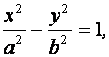 x²/a² − y²/b² = 1,